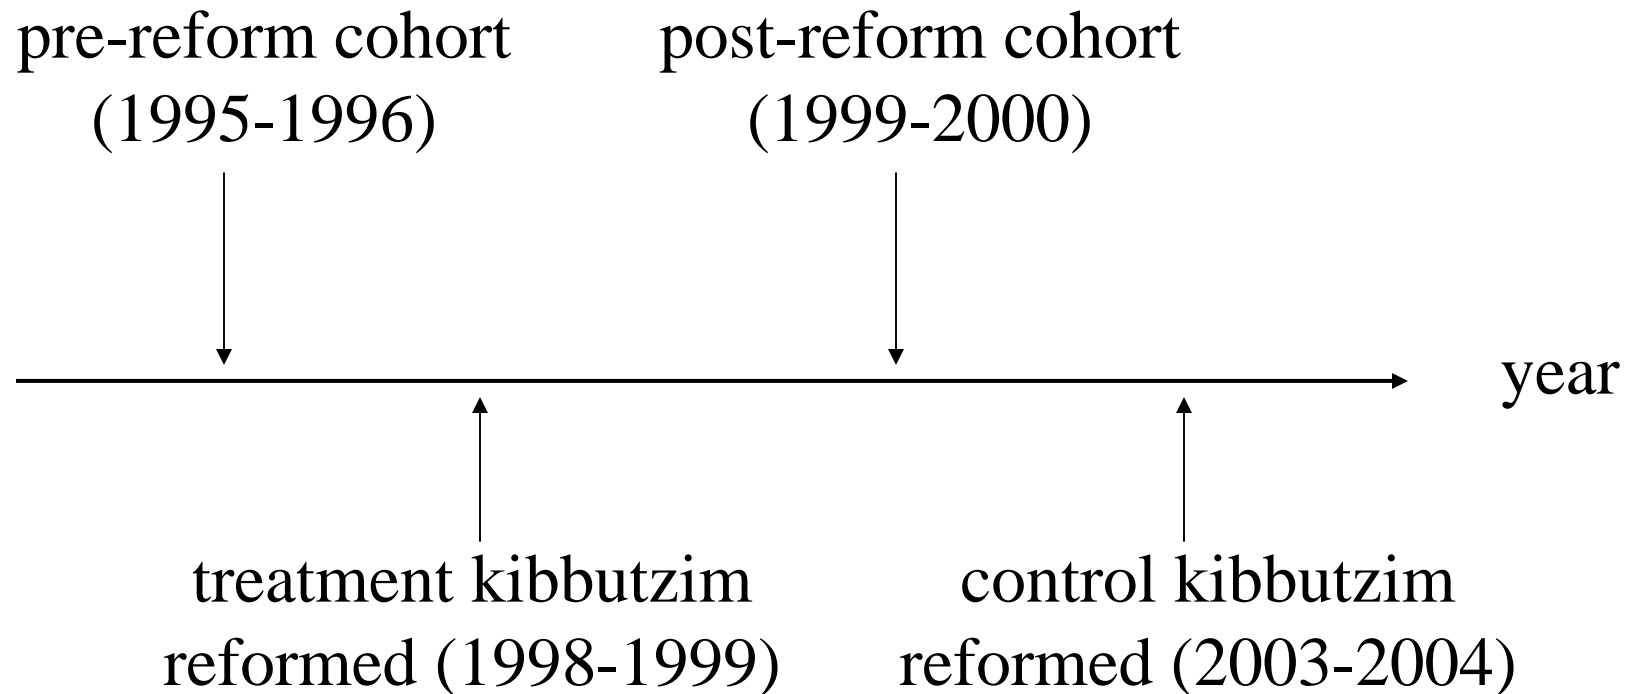 pre-reform cohort
(1995-1996)
post-reform cohort
(1999-2000)
year
treatment kibbutzim
reformed (1998-1999)
control kibbutzim
reformed (2003-2004)